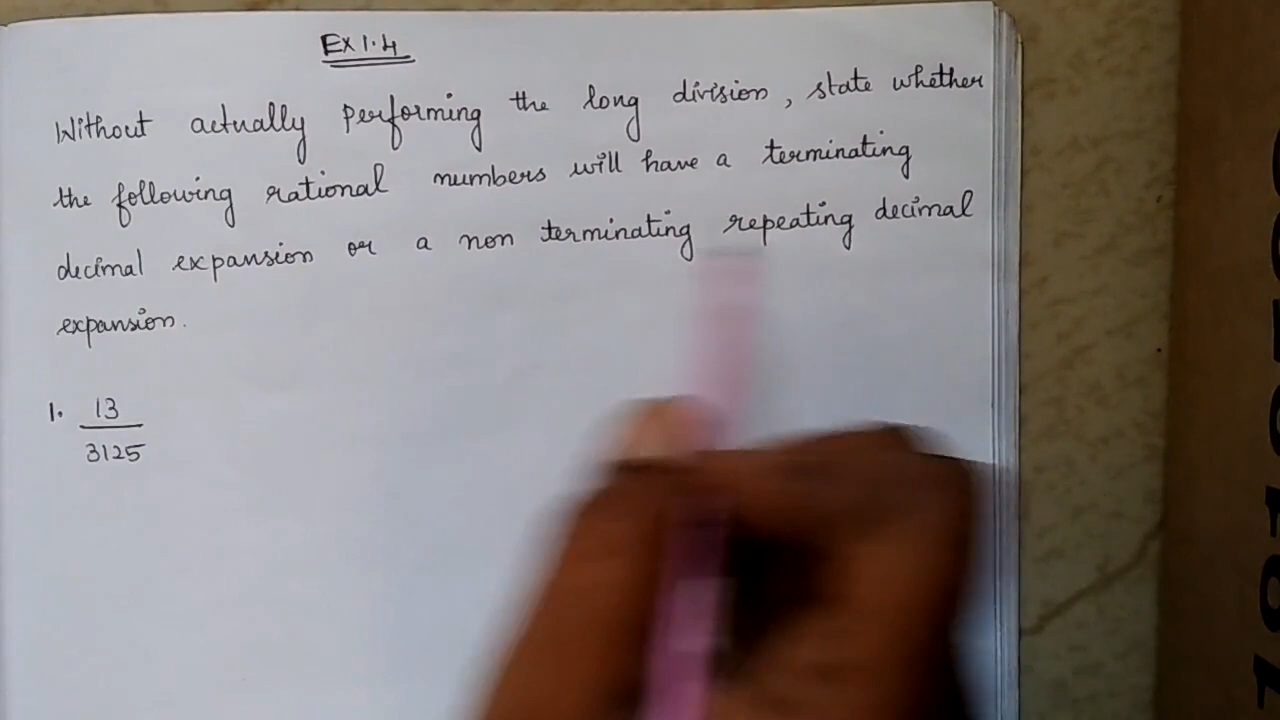 Ex 1.4
Without actually performing the long division, state whether
the following rational numbers will have a terminating
decimal expansion or a non terminating repeating decimal
expansion.
1. 13
3125